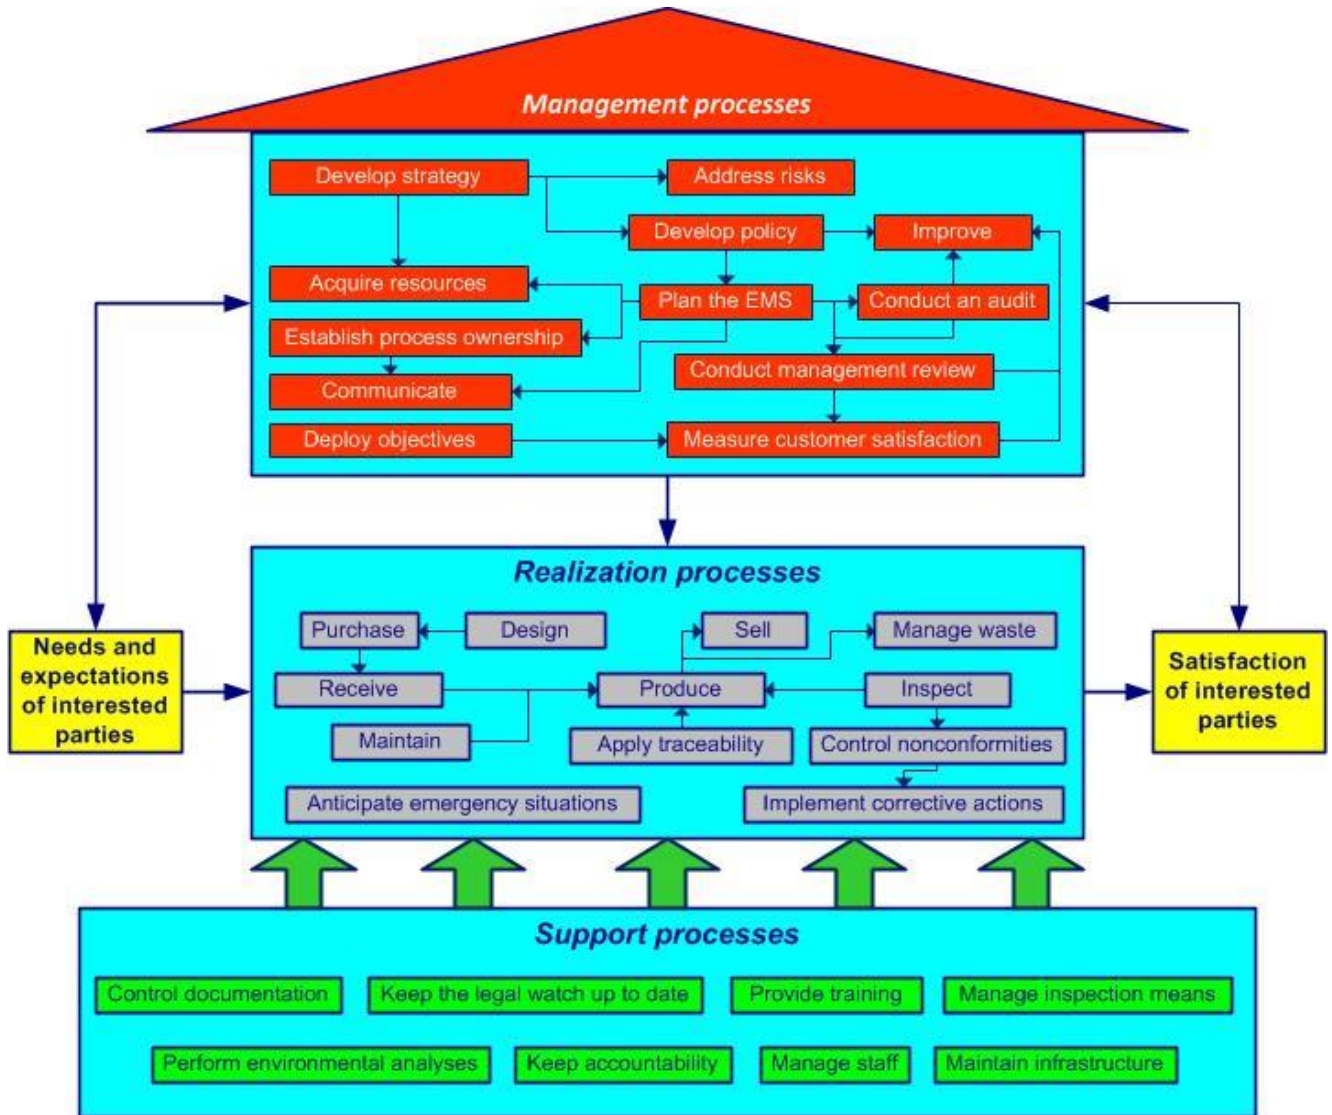 Management processes
Develop strategy
Address risks
Develop policy
Improve
Acquire resources
Plan the EMS
Conduct an audit
Establish process ownership
Conduct management review
Communicate
Deploy objectives
Measure customer satisfaction
Realization processes
Purchase
Design
Sell
Manage waste
Needs and
expectations
of interested
parties
Receive
Produce
Inspect
Satisfaction
of interested
parties
Maintain
Apply traceability
Control nonconformities
Anticipate emergency situations
Implement corrective actions
Support processes
Control documentation
Keep the legal watch up to date
Provide training
Manage inspection means
Perform environmental analyses
Keep accountability
Manage staff
Maintain infrastructure